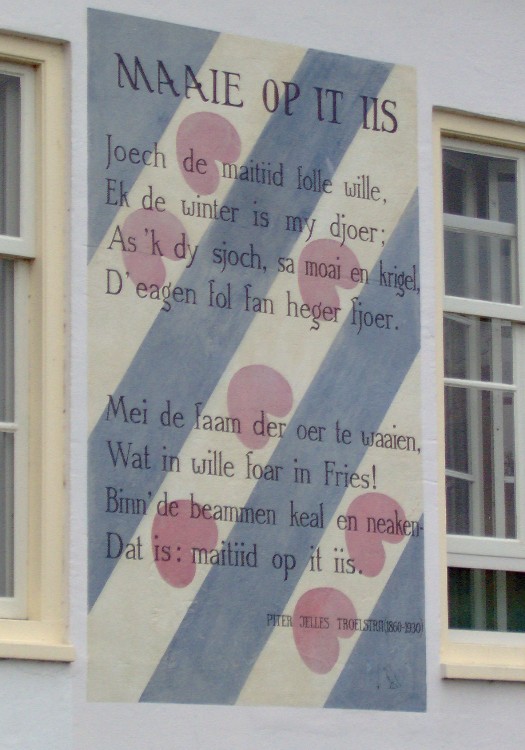 MAAIE OP IT IIS
Joech de maitiid folle wille,
Ek de winter is my djoer;
As 'k dy sjoch, sa moai en krigel,
D' eagen fol fan heger fjoer.
Mei de faam der oer te waaien,
Wat in wille foar in Fries!
Binn' de beammen keal en neaken-
Dat is: maitiid op it iis.
PITER JELLES TROELSTRA (1860-1930)